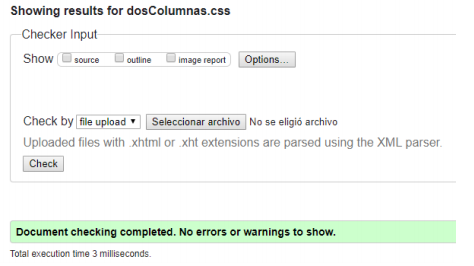 Showing results for dosColumnas.css
Checker Input
Show source outline image report Options...
Check by file upload Seleccionar archivo No se eligió archivo
Uploaded files with .xhtml or .xht extensions are parsed using the XML parser.
Check
Document checking completed. No errors or warnings to show.
Total execution time 3 milliseconds.